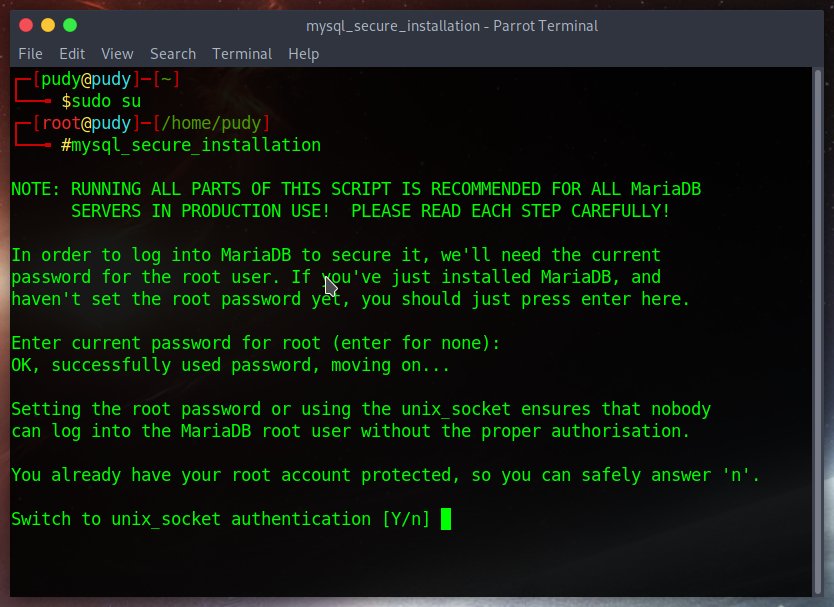 mysql_secure_installation - Parrot Terminal
File Edit View Search Terminal Help
┌─[pudy@pudy]─[~]
└──╼ $sudo su
┌─[root@pudy]─[/home/pudy]
└──╼ #mysql_secure_installation
NOTE: RUNNING ALL PARTS OF THIS SCRIPT IS RECOMMENDED FOR ALL MariaDB
SERVERS IN PRODUCTION USE!  PLEASE READ EACH STEP CAREFULLY!
In order to log into MariaDB to secure it, we'll need the current
password for the root user. If you've just installed MariaDB, and
haven't set the root password yet, you should just press enter here.
Enter current password for root (enter for none):
OK, successfully used password, moving on...
Setting the root password or using the unix_socket ensures that nobody
can log into the MariaDB root user without the proper authorisation.
You already have your root account protected, so you can safely answer 'n'.
Switch to unix_socket authentication [Y/n]